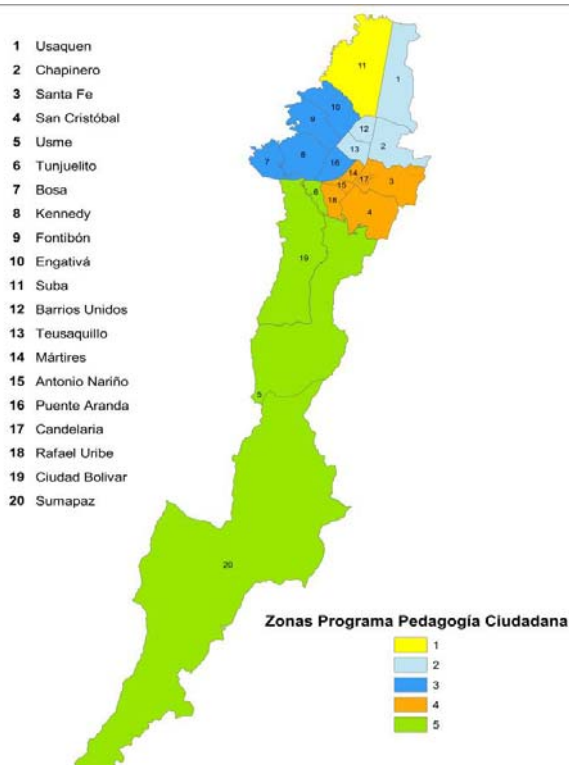 1 Usaquen
2 Chapinero
3 Santa Fe
4 San Cristóbal
5 Usme
6 Tunjuelito
7 Bosa
8 Kennedy
9 Fontibón
10 Engativá
11 Suba
12 Barrios Unidos
13 Teusaquillo
14 Mártires
15 Antonio Nariño
16 Puente Aranda
17 Candelaria
18 Rafael Uribe
19 Ciudad Bolivar
20 Sumapaz
11
1
10
9
12
13
2
7
8
16
14
17
3
15
6
18
4
19
5
20
Zonas Programa Pedagogía Ciudadana
1
2
3
4
5